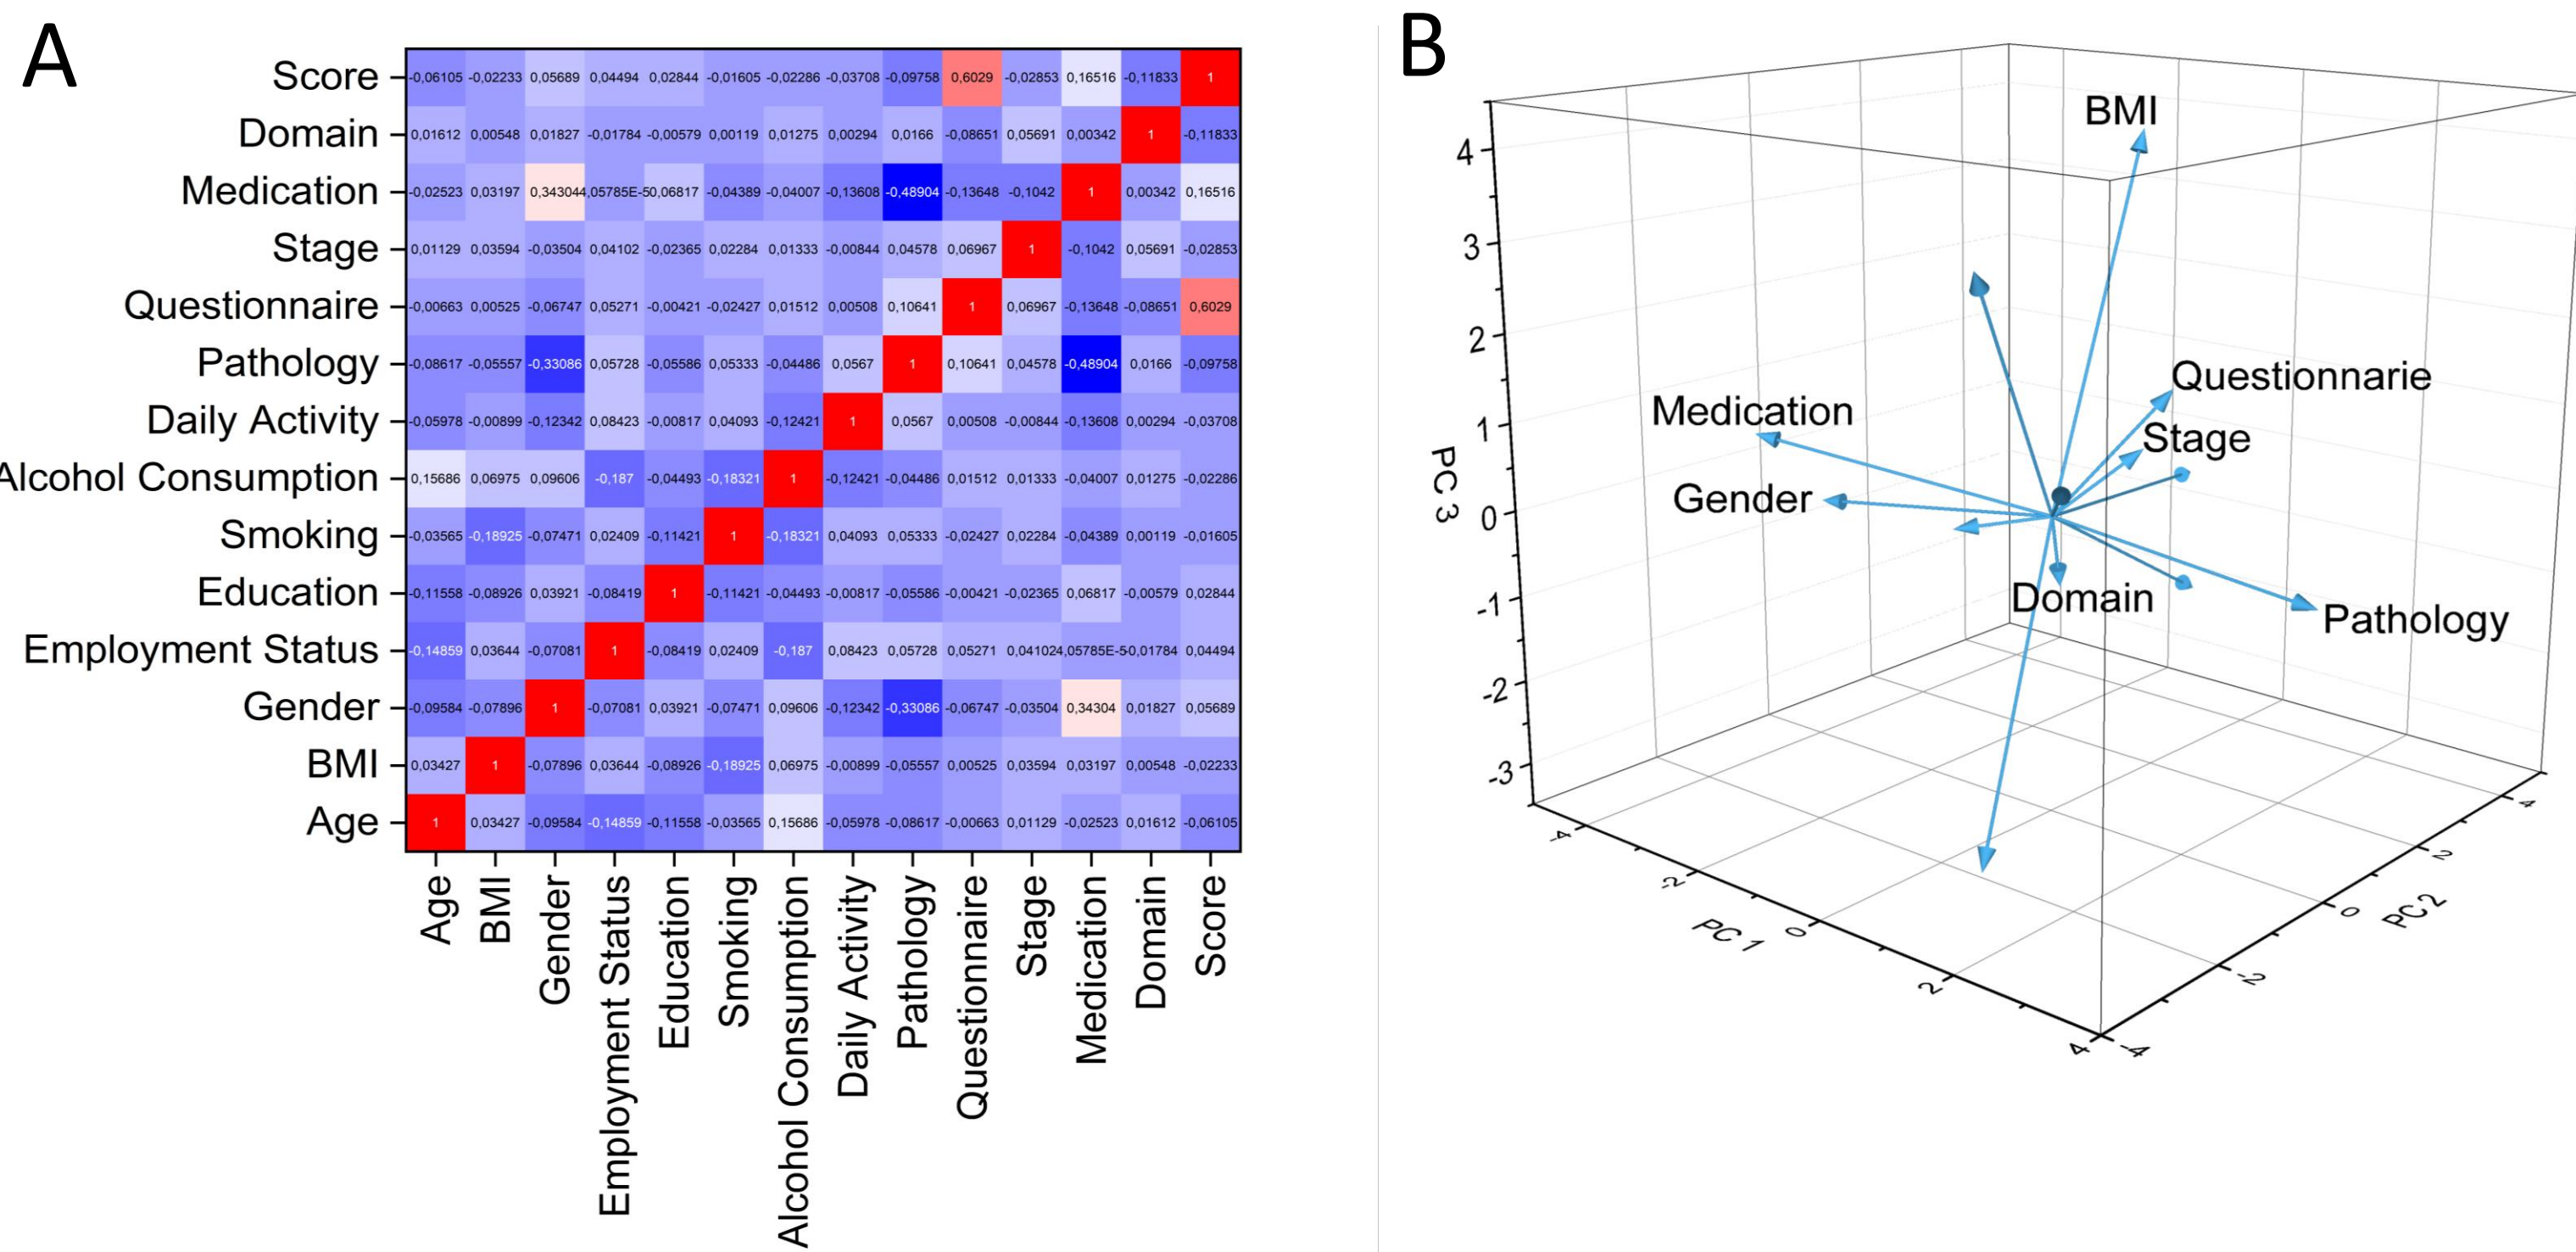 A
Score -0,06105 -0,02233 0,05689 0,04494 0,02844 -0,01605 -0,02286 -0,03708 -0,09758 0,6029 -0,02853 0,16516 -0,11833 1
Domain 0,01612 0,00548 0,01827 -0,01784 -0,00579 0,00119 0,01275 0,00294 0,0166 -0,08651 0,05691 0,00342 1 -0,11833
Medication -0,02523 0,03197 0,343044,05785E-50,06817 -0,04389 -0,04007 -0,13608 -0,48904 -0,13648 -0,1042 1 0,00342 0,16516
Stage 0,01129 0,03594 -0,03504 0,04102 -0,02365 0,02284 0,01333 -0,00844 0,04578 0,06967 1 -0,1042 0,05691 -0,02853
Questionnaire -0,00663 0,00525 -0,06747 0,05271 -0,00421 -0,02427 0,01512 0,00508 0,10641 1 0,06967 -0,13648 -0,08651 0,6029
Pathology -0,08617 -0,05557 -0,33086 0,05728 -0,05586 0,05333 -0,04486 0,0567 1 0,10641 0,04578 -0,48904 0,0166 -0,09758
Daily Activity -0,05978 -0,00899 -0,12342 0,08423 -0,00817 0,04093 -0,12421 1 0,0567 0,00508 -0,00844 -0,13608 0,00294 -0,03708
Alcohol Consumption 0,15686 0,06975 0,09606 -0,187 -0,04493 -0,18321 1 -0,12421 -0,04486 0,01512 0,01333 -0,04007 0,01275 -0,02286
Smoking -0,03565 -0,18925 -0,07471 0,02409 -0,11421 1 -0,18321 0,04093 0,05333 -0,02427 0,02284 -0,04389 0,00119 -0,01605
Education -0,11558 -0,08926 0,03921 -0,08419 1 -0,11421 -0,04493 -0,00817 -0,05586 -0,00421 -0,02365 0,06817 -0,00579 0,02844
Employment Status -0,14859 0,03644 -0,07081 1 -0,08419 0,02409 -0,187 0,08423 0,05728 0,05271 0,041024,05785E-50,01784 0,04494
Gender -0,09584 -0,07896 1 -0,07081 0,03921 -0,07471 0,09606 -0,12342 -0,33086 -0,06747 -0,03504 0,34304 0,01827 0,05689
BMI 0,03427 1 -0,07896 0,03644 -0,08926 -0,18925 0,06975 -0,00899 -0,05557 0,00525 0,03594 0,03197 0,00548 -0,02233
Age 1 0,03427 -0,09584 -0,14859 -0,11558 -0,03565 0,15686 -0,05978 -0,08617 -0,00663 0,01129 -0,02523 0,01612 -0,06105
Age
BMI
Gender
Employment Status
Education
Smoking
Alcohol Consumption
Daily Activity
Pathology
Questionnaire
Stage
Medication
Domain
Score
B
BMI
Questionnarie
Stage
Medication
Gender
Domain
Pathology
PC 3
4
3
2
1
0
-1
-2
-3
PC 1
-4
-2
0
2
4
PC2
-4
-2
0
2
4